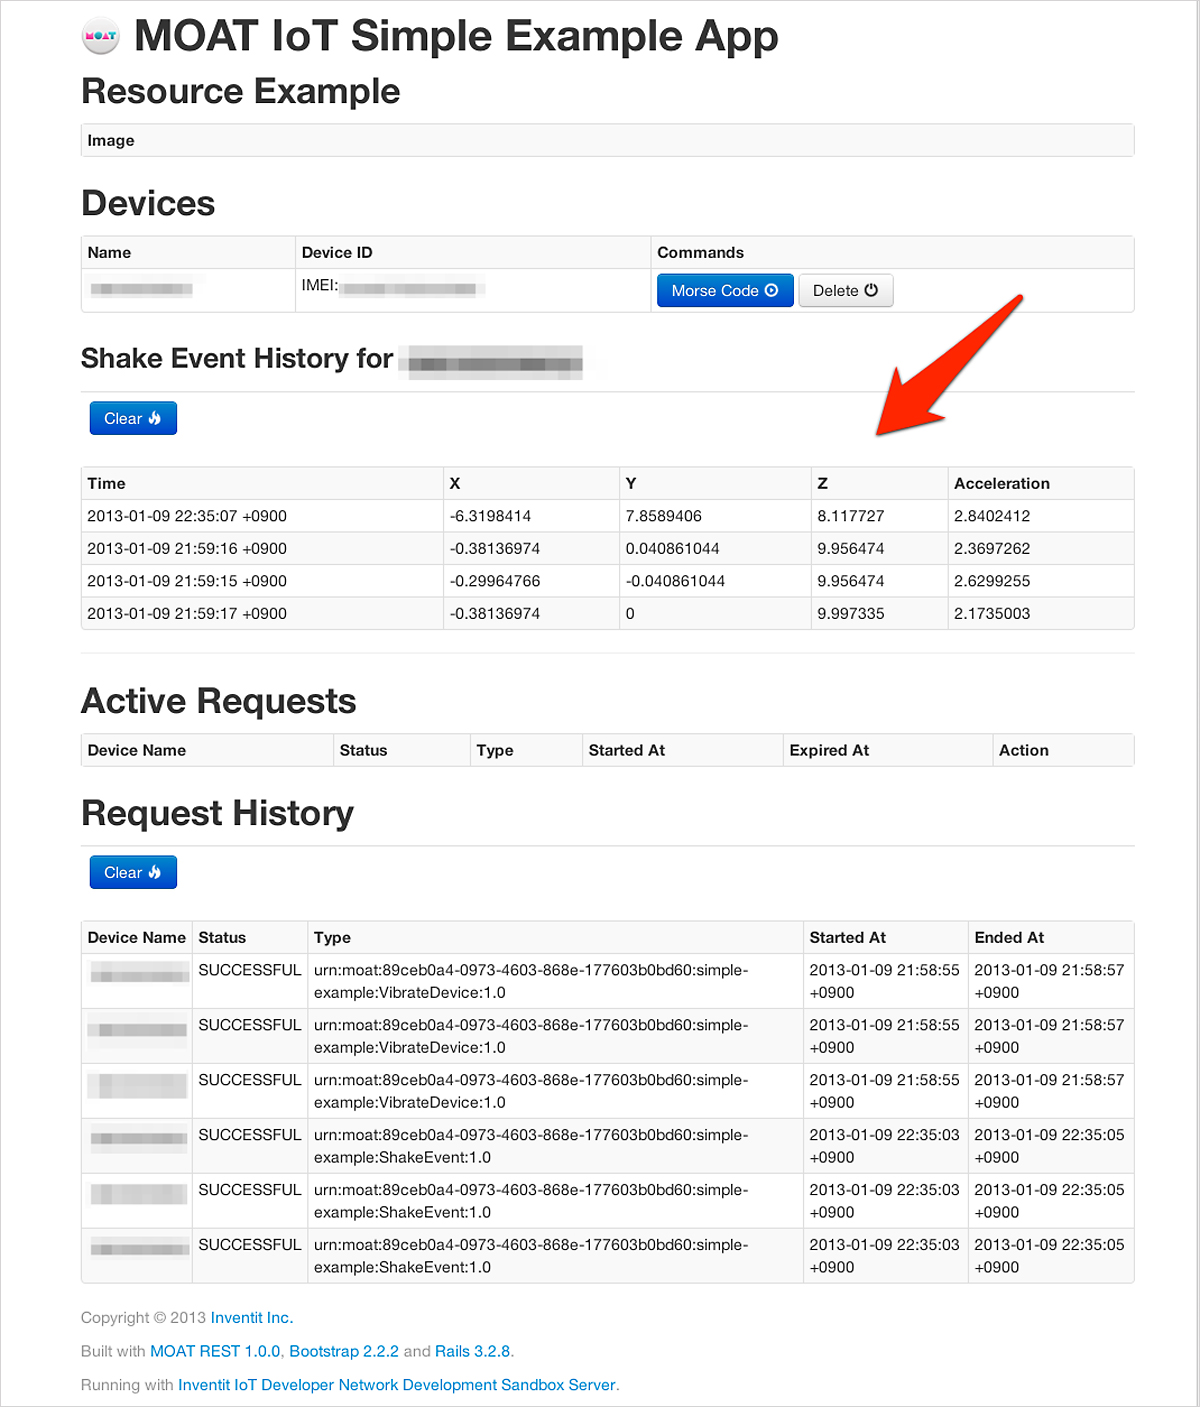 MOAT MOAT IoT Simple Example App
Resource Example
Image
Devices
Name Device ID Commands
IMEI: Morse Code Delete
Shake Event History for
Clear
Time X Y Z Acceleration
2013-01-09 22:35:07 +0900 -6.3198414 7.8589406 8.117727 2.8402412
2013-01-09 21:59:16 +0900 -0.38136974 0.040861044 9.956474 2.3697262
2013-01-09 21:59:15 +0900 -0.29964766 -0.040861044 9.956474 2.6299255
2013-01-09 21:59:17 +0900 -0.38136974 0 9.997335 2.1735003
Active Requests
Device Name Status Type Started At Expired At Action
Request History
Clear
Device Name Status Type Started At Ended At
SUCCESSFUL urn:moat:89ceb0a4-0973-4603-868e-177603b0bd60:simple- 2013-01-09 21:58:55 2013-01-09 21:58:57
example:VibrateDevice:1.0 +0900 +0900
SUCCESSFUL urn:moat:89ceb0a4-0973-4603-868e-177603b0bd60:simple- 2013-01-09 21:58:55 2013-01-09 21:58:57
example:VibrateDevice:1.0 +0900 +0900
SUCCESSFUL urn:moat:89ceb0a4-0973-4603-868e-177603b0bd60:simple- 2013-01-09 21:58:55 2013-01-09 21:58:57
example:VibrateDevice:1.0 +0900 +0900
SUCCESSFUL urn:moat:89ceb0a4-0973-4603-868e-177603b0bd60:simple- 2013-01-09 22:35:03 2013-01-09 22:35:05
example:ShakeEvent:1.0 +0900 +0900
SUCCESSFUL urn:moat:89ceb0a4-0973-4603-868e-177603b0bd60:simple- 2013-01-09 22:35:03 2013-01-09 22:35:05
example:ShakeEvent:1.0 +0900 +0900
SUCCESSFUL urn:moat:89ceb0a4-0973-4603-868e-177603b0bd60:simple- 2013-01-09 22:35:03 2013-01-09 22:35:05
example:ShakeEvent:1.0 +0900 +0900
Copyright © 2013 Inventit Inc.
Built with MOAT REST 1.0.0, Bootstrap 2.2.2 and Rails 3.2.8.
Running with Inventit IoT Developer Network Development Sandbox Server.